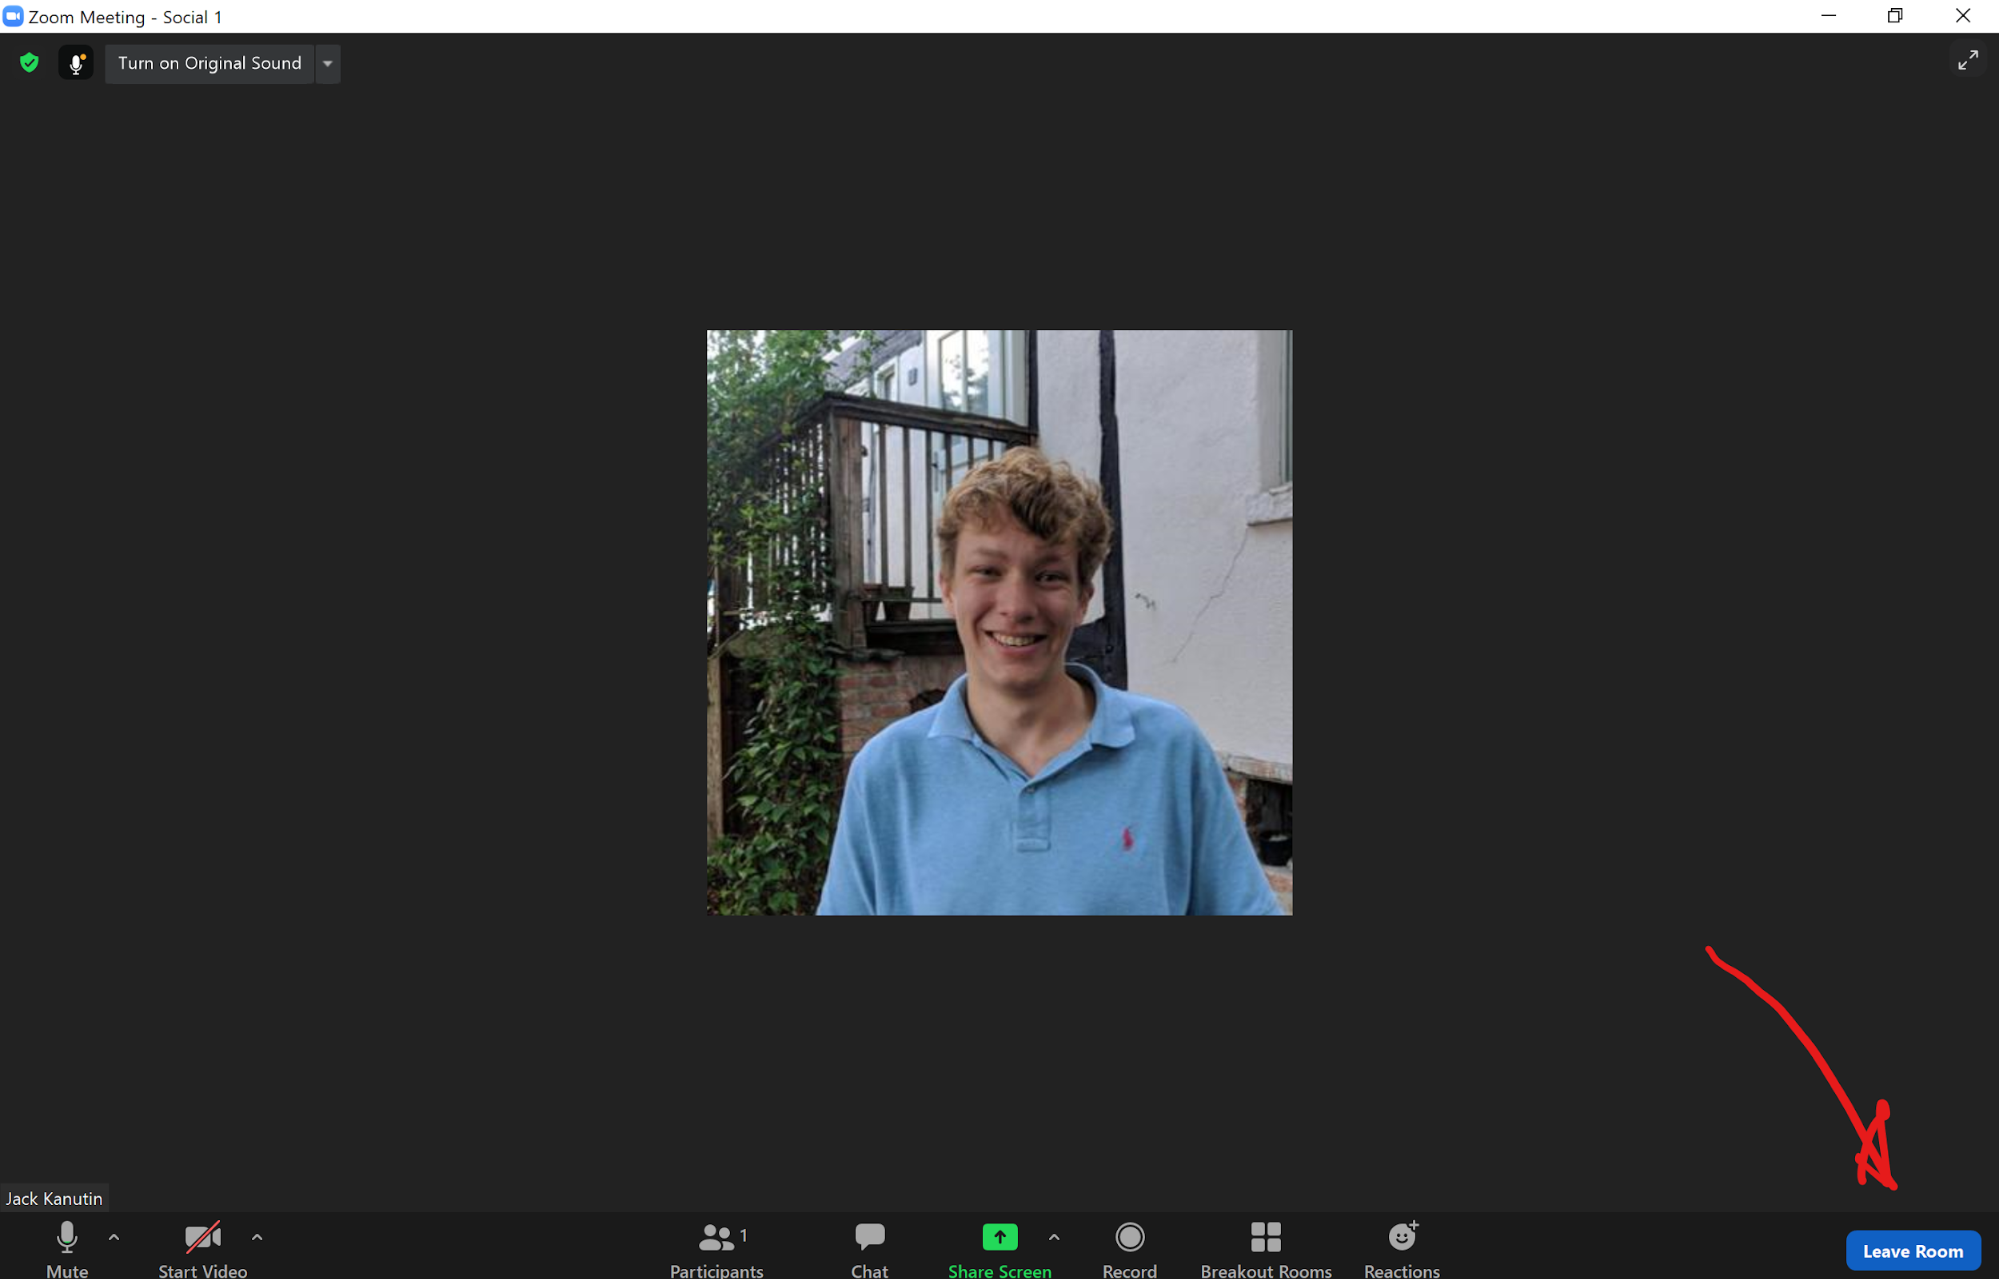 Zoom Meeting - Social 1
Turn on Original Sound
Jack Kanutin
1
Mute
Start Video
Participants
Chat
Share Screen
Record
Breakout Rooms
Reactions
Leave Room